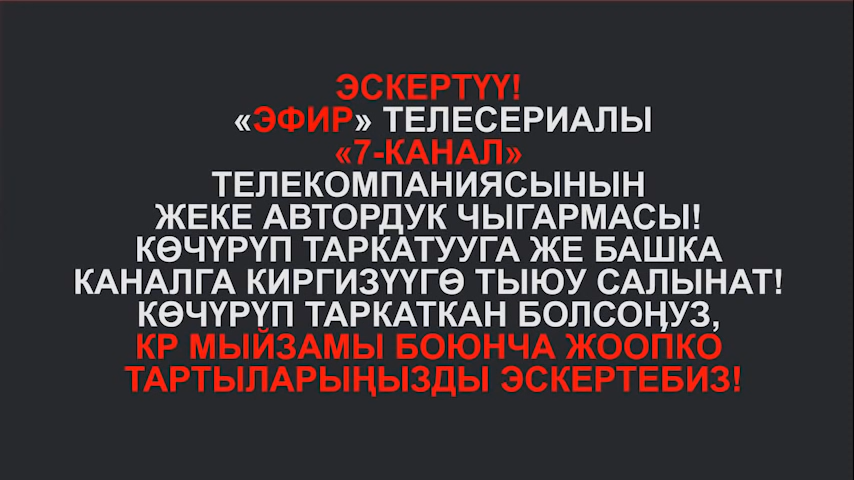 ЭСКЕРТҮҮ!
«ЭФИР» ТЕЛЕСЕРИАЛЫ
«7-КАНАЛ»
ТЕЛЕКОМПАНИЯСЫНЫН
ЖЕКЕ АВТОРДУК ЧЫГАРМАСЫ!
КӨЧҮРҮП ТАРКАТУУГА ЖЕ БАШКА
КАНАЛГА КИРГИЗҮҮГӨ ТЫЮУ САЛЫНАТ!
КӨЧҮРҮП ТАРКАТКАН БОЛСОҢУЗ,
КР МЫЙЗАМЫ БОЮНЧА ЖООПКО
ТАРТЫЛАРЫҢЫЗДЫ ЭСКЕРТЕБИЗ!